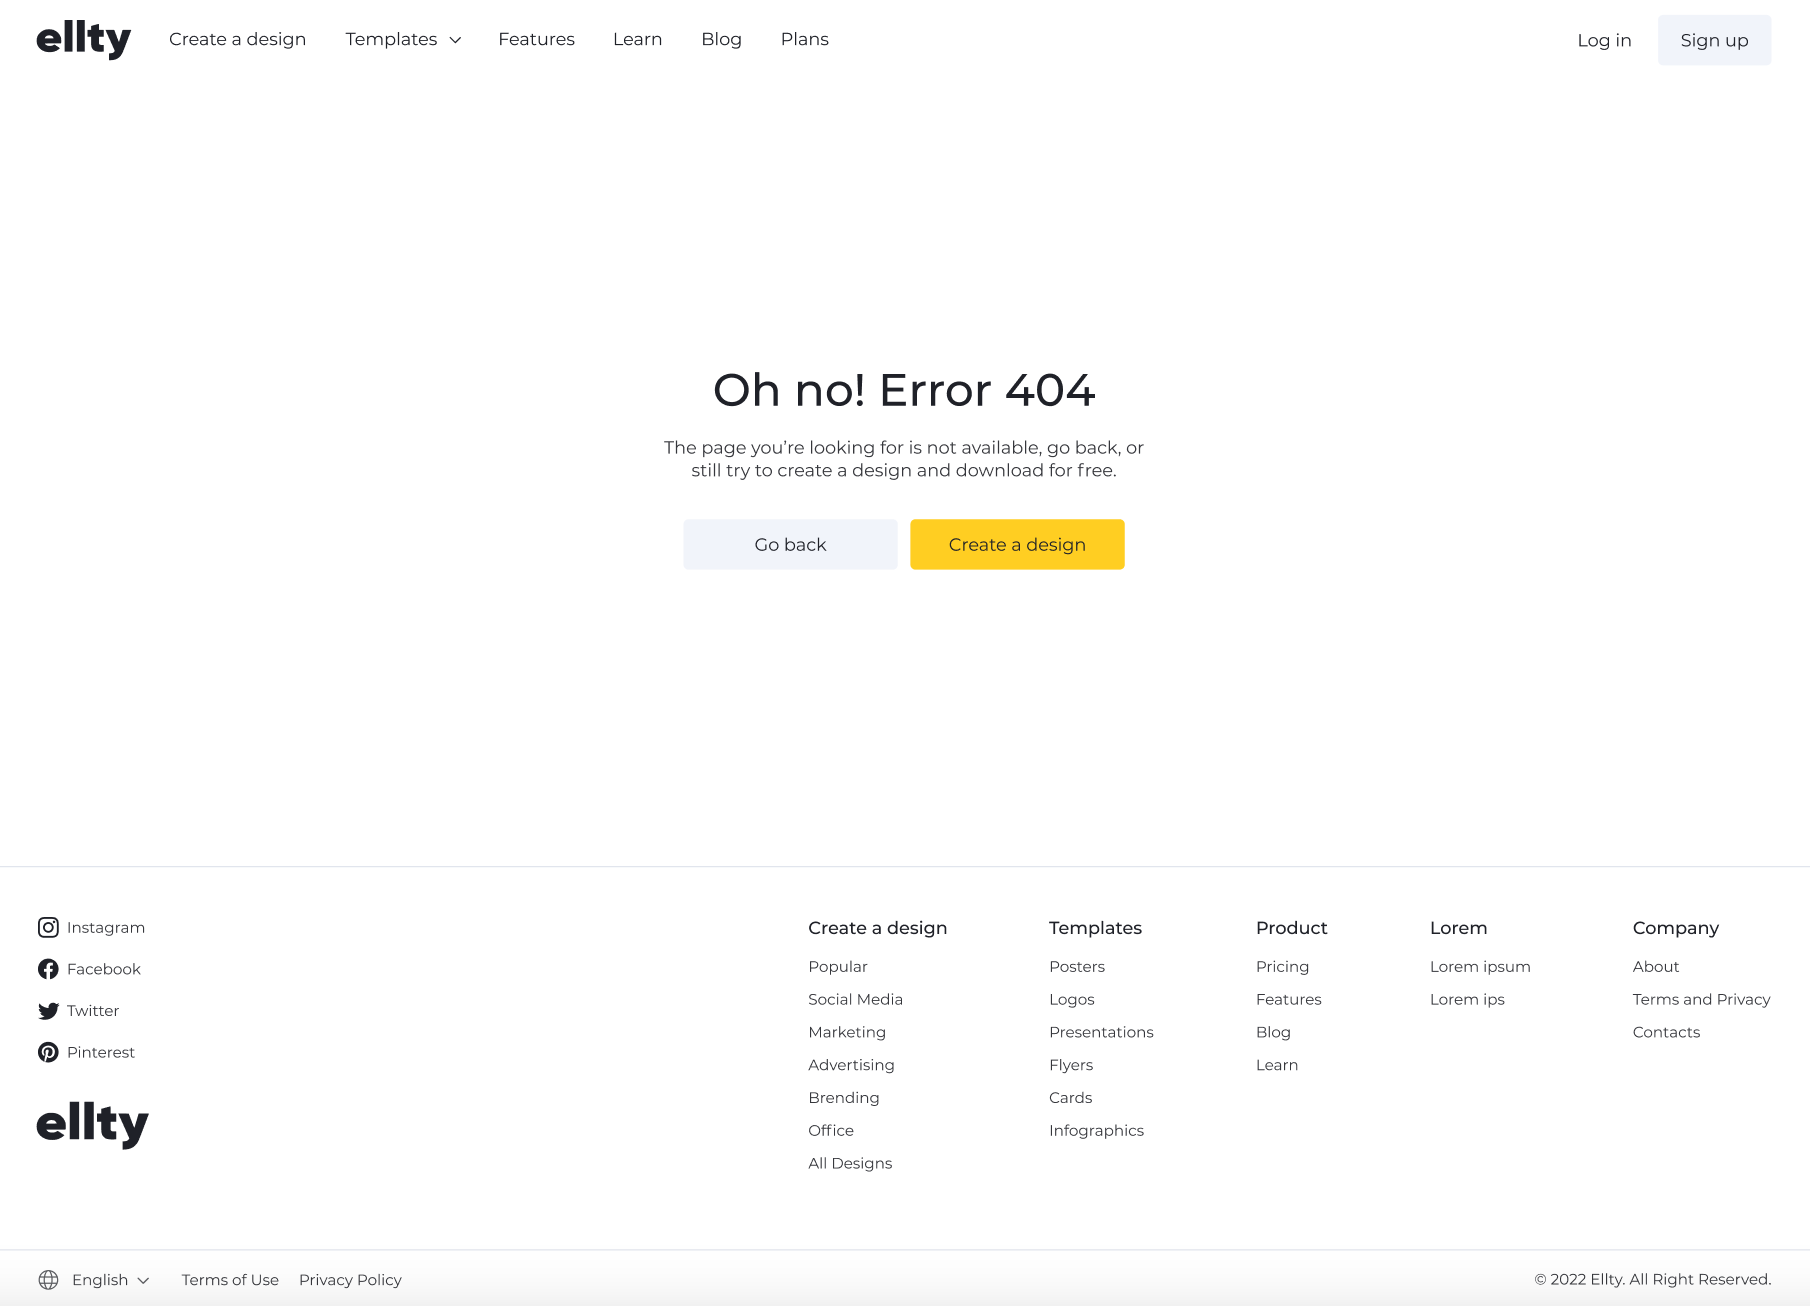 ellty
Create a design
Templates
Features
Learn
Blog
Plans
Log in
Sign up
Oh no! Error 404
The page you’re looking for is not available, go back, or
still try to create a design and download for free.
Go back
Create a design
Instagram
Facebook
Twitter
Pinterest
ellty
Create a design
Popular
Social Media
Marketing
Advertising
Brending
Office
All Designs
Templates
Posters
Logos
Presentations
Flyers
Cards
Infographics
Product
Pricing
Features
Blog
Learn
Lorem
Lorem ipsum
Lorem ips
Company
About
Terms and Privacy
Contacts
English
Terms of Use
Privacy Policy
© 2022 Ellty. All Right Reserved.